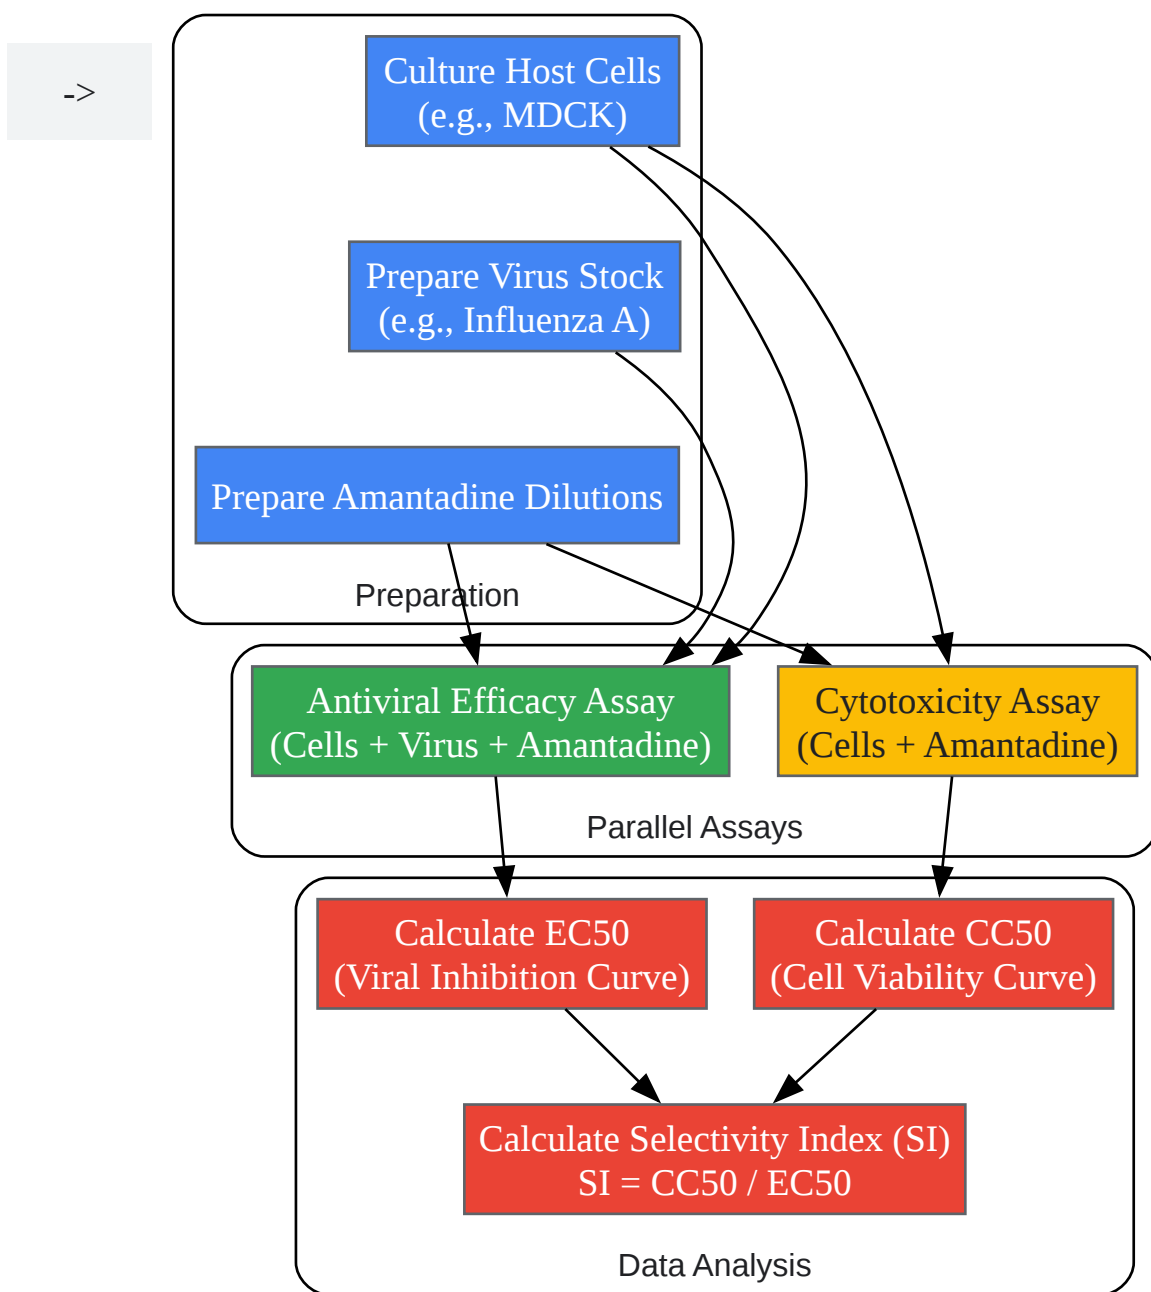 ->
Culture Host Cells
(e.g., MDCK)
Prepare Virus Stock
(e.g., Influenza A)
Prepare Amantadine Dilutions
Preparation
Antiviral Efficacy Assay
(Cells + Virus + Amantadine)
Cytotoxicity Assay
(Cells + Amantadine)
Parallel Assays
Calculate EC50
(Viral Inhibition Curve)
Calculate CC50
(Cell Viability Curve)
Calculate Selectivity Index (SI)
SI = CC50 / EC50
Data Analysis